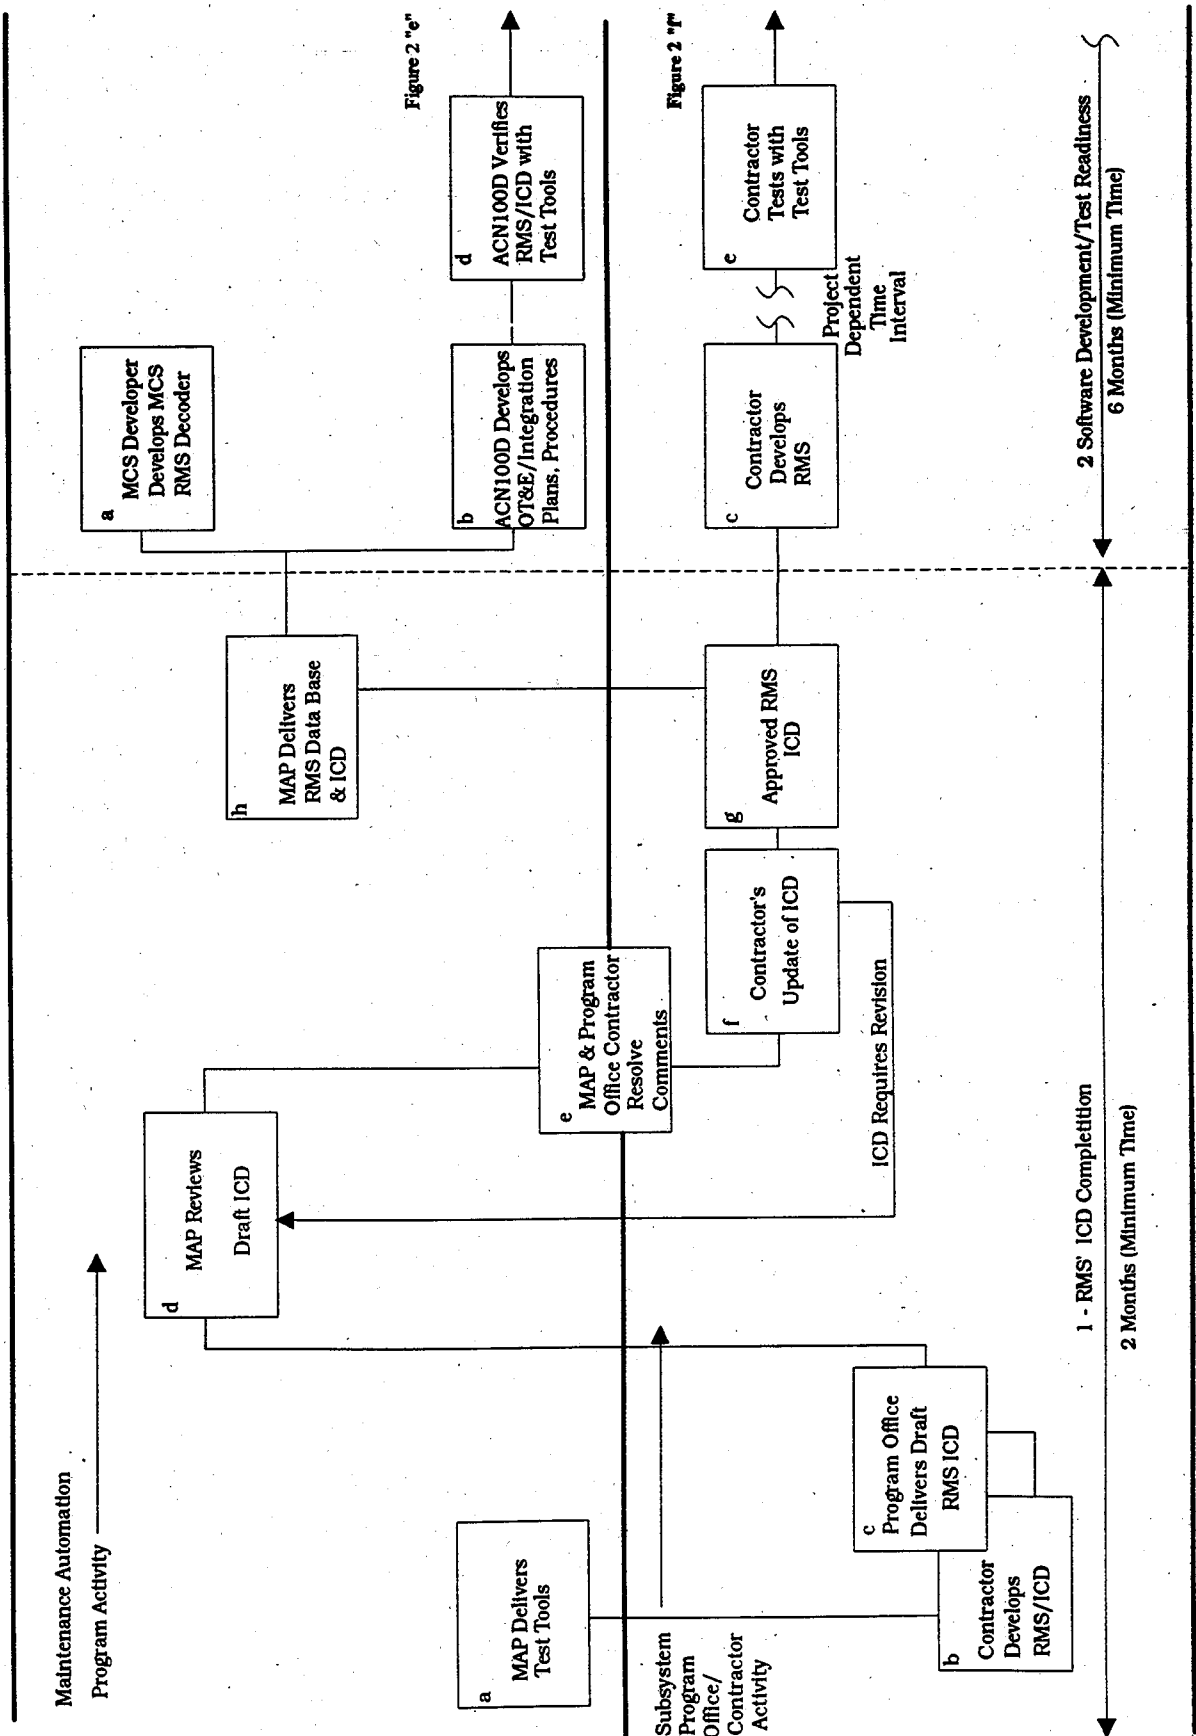 Maintenance Automation
Program Activity
a
MAP Delivers
Test Tools
Subsystem
Program
Office/
Contractor
Activity
b
Contractor
Develops
RMS/ICD
c
Program Office
Delivers Draft
RMS ICD
d
MAP Reviews
Draft ICD
e
MAP & Program
Office Contractor
Resolve
Comments
f
Contractor's
Update of ICD
ICD Requires Revision
g
Approved RMS
ICD
h
MAP Delivers
RMS Data Base
& ICD
1 - RMS' ICD Completition
2 Months (Minimum Time)
a
MCS Developer
Develops MCS
RMS Decoder
b
ACN100D Develops
OT&E/Integration
Plans, Procedures
c
Contractor
Develops
RMS
Project
Dependent
Time
Interval
d
ACN100D Verifies
RMS/ICD with
Test Tools
Figure 2 "e"
e
Contractor
Tests with
Test Tools
Figure 2 "f"
2 Software Development/Test Readiness
6 Months (Minimum Time)